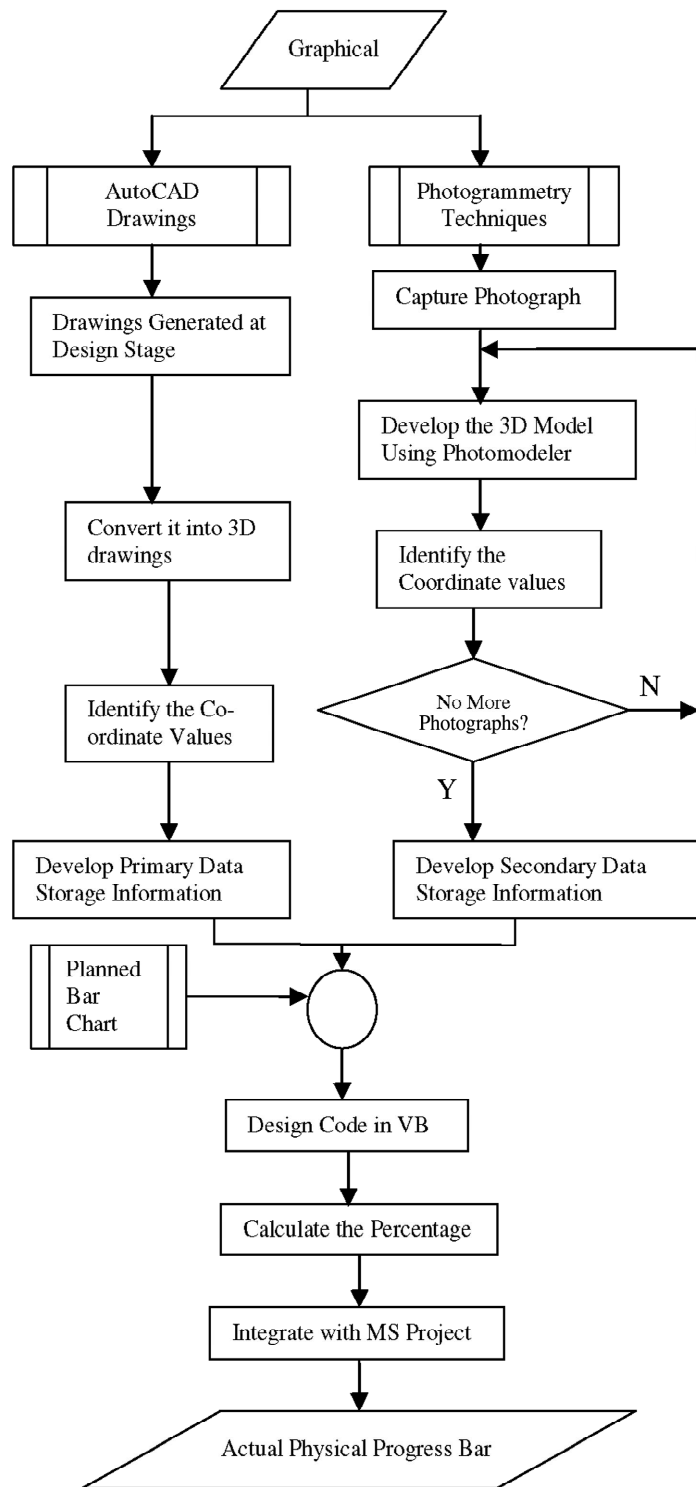 Graphical
AutoCAD
Drawings
Photogrammetry
Techniques
Capture Photograph
Drawings Generated at
Design Stage
Develop the 3D Model
Using Photomodeler
Convert it into 3D
drawings
Identify the
Coordinate values
Identify the Co-
ordinate Values
No More
Photographs?
N
Y
Develop Primary Data
Storage Information
Develop Secondary Data
Storage Information
Planned
Bar
Chart
Design Code in VB
Calculate the Percentage
Integrate with MS Project
Actual Physical Progress Bar